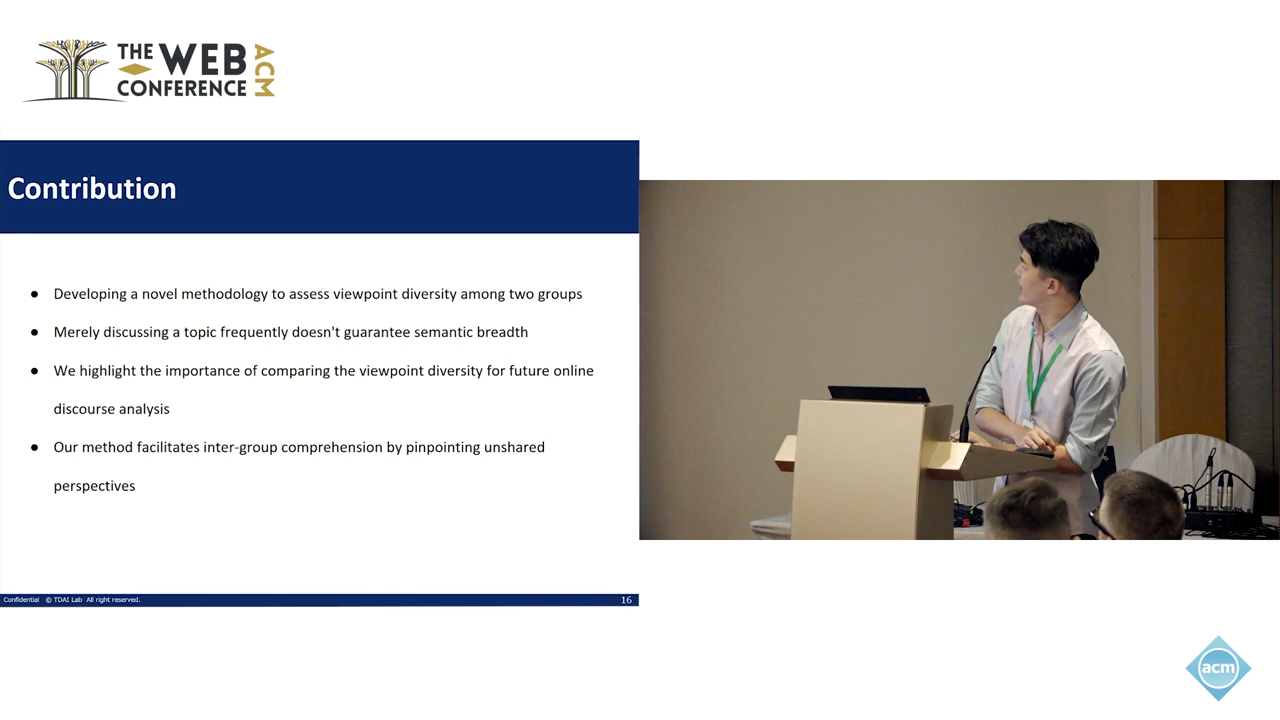 THE WEB CONFERENCE ACM
Contribution
● Developing a novel methodology to assess viewpoint diversity among two groups
● Merely discussing a topic frequently doesn't guarantee semantic breadth
● We highlight the importance of comparing the viewpoint diversity for future online
discourse analysis
● Our method facilitates inter-group comprehension by pinpointing unshared
perspectives
Confidential © TDAI Lab All right reserved.
16
acm